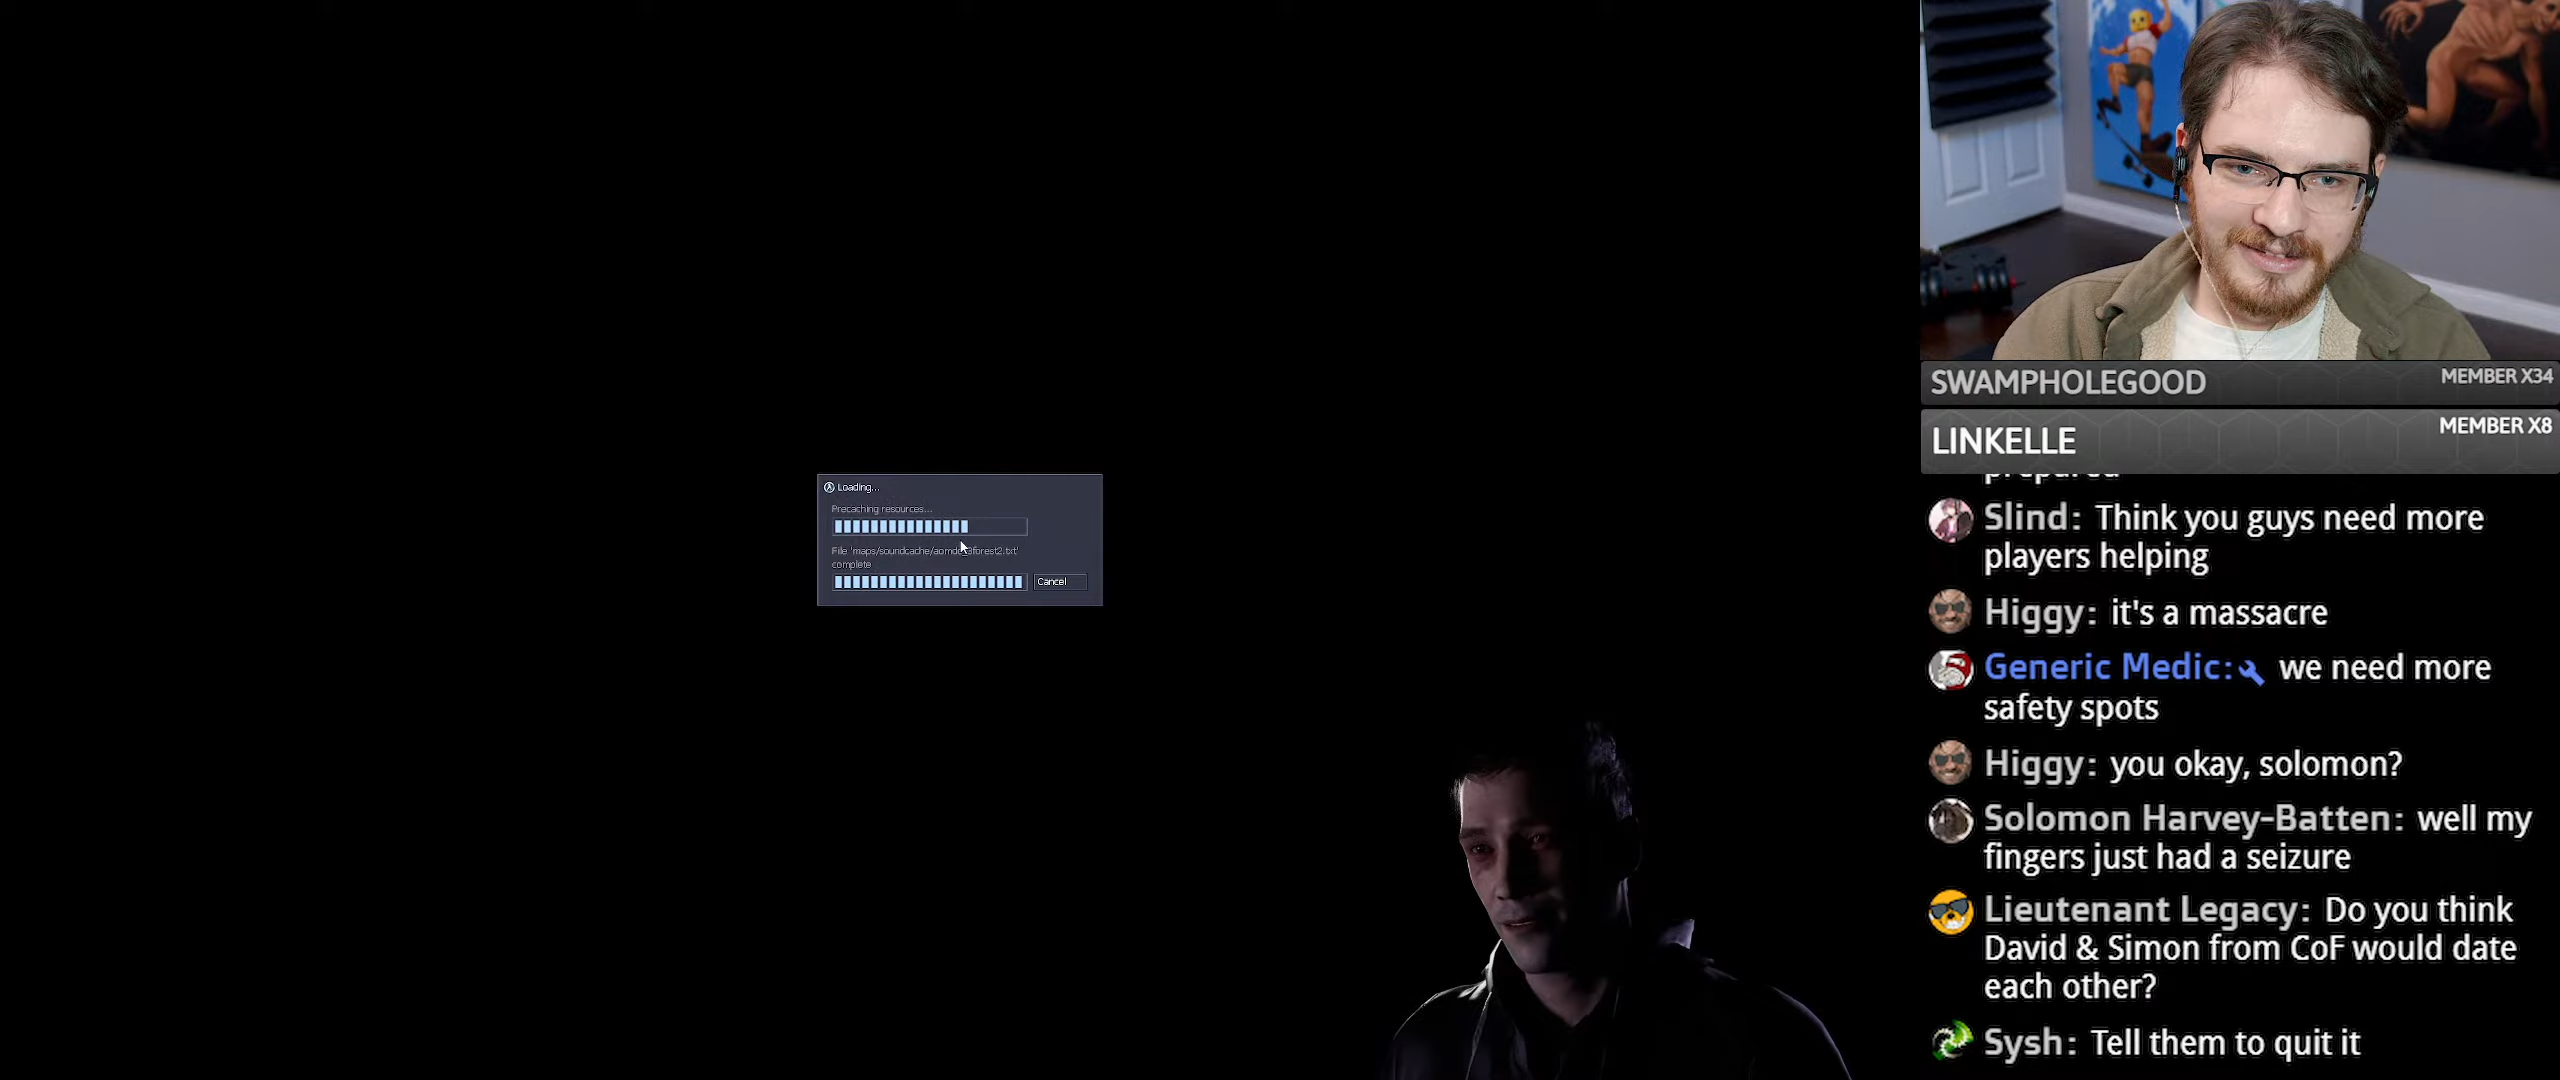 Loading...
Precaching resources...
complete
Cancel
SWAMPHOLEGOOD
MEMBER X34
LINKELLE
MEMBER X8
prepared
Slind: Think you guys need more
players helping
Higgy: it's a massacre
Generic Medic: we need more
safety spots
Higgy: you okay, solomon?
Solomon Harvey-Batten: well my
fingers just had a seizure
Lieutenant Legacy: Do you think
David & Simon from CoF would date
each other?
Sysh: Tell them to quit it